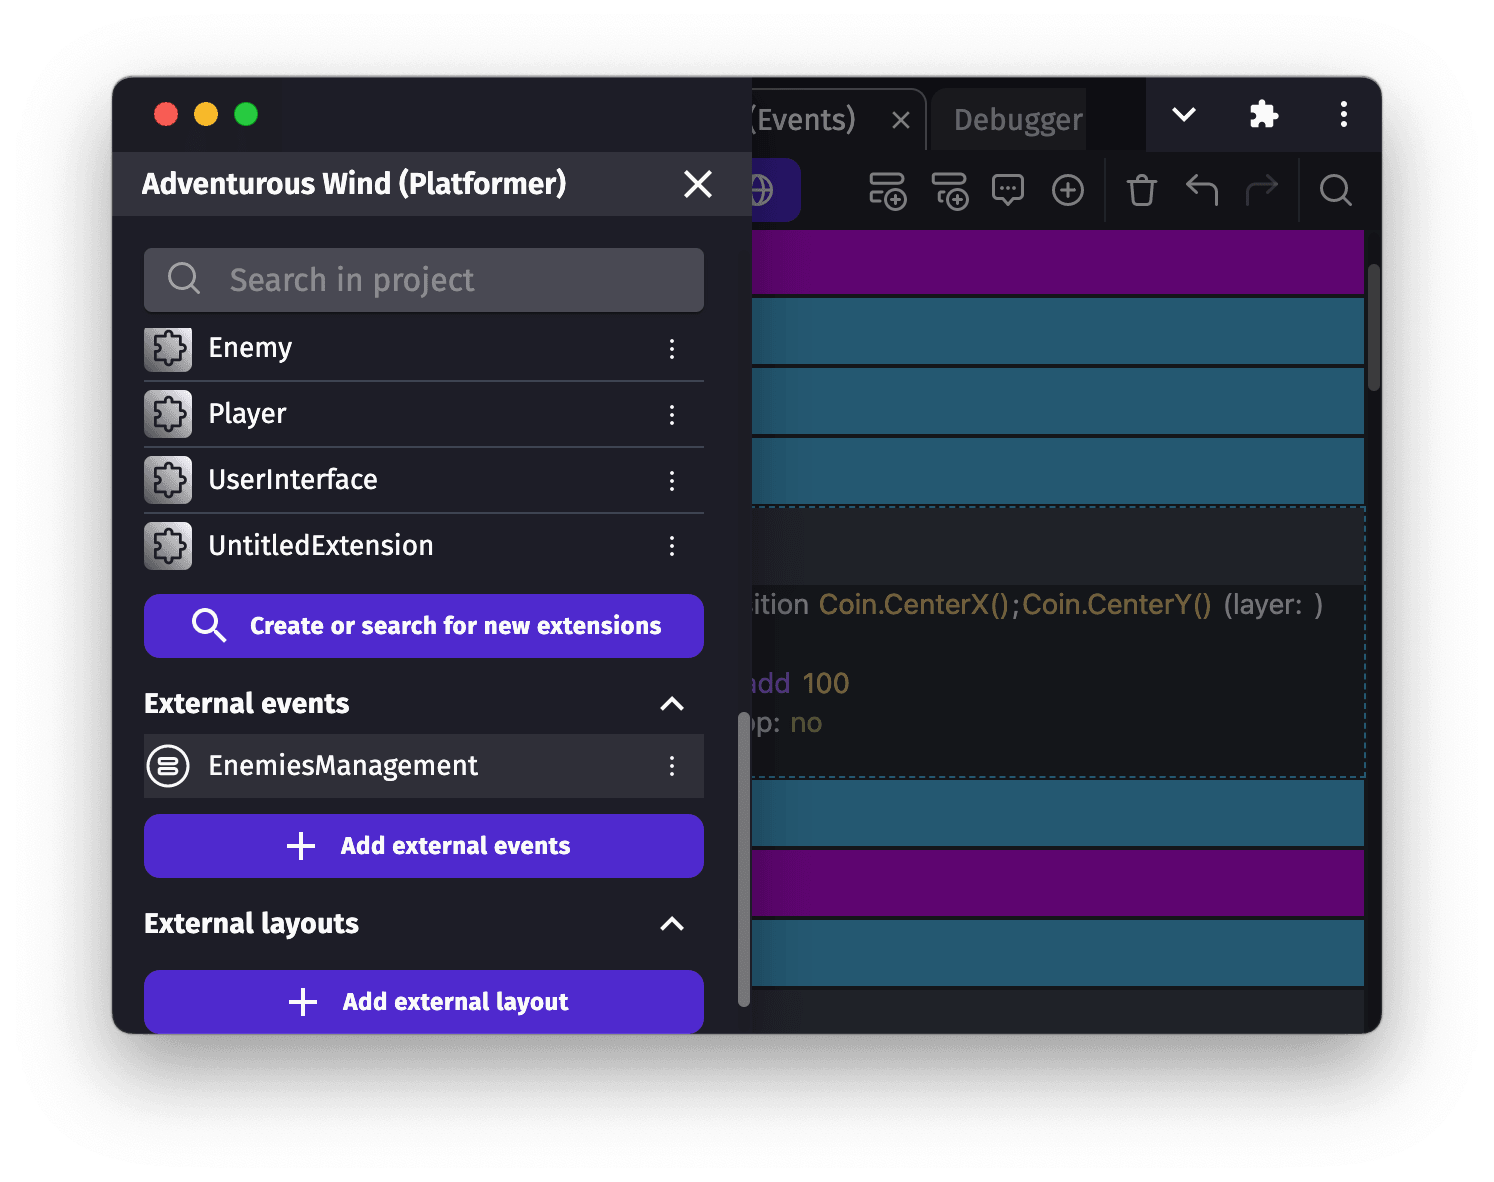 (Events)
Debugger
Adventurous Wind (Platformer)
Search in project
Enemy
Player
UserInterface
UntitledExtension
Create or search for new extensions
External events
EnemiesManagement
Add external events
External layouts
Add external layout
ition Coin.CenterX();Coin.CenterY() (layer: )
add 100
op: no